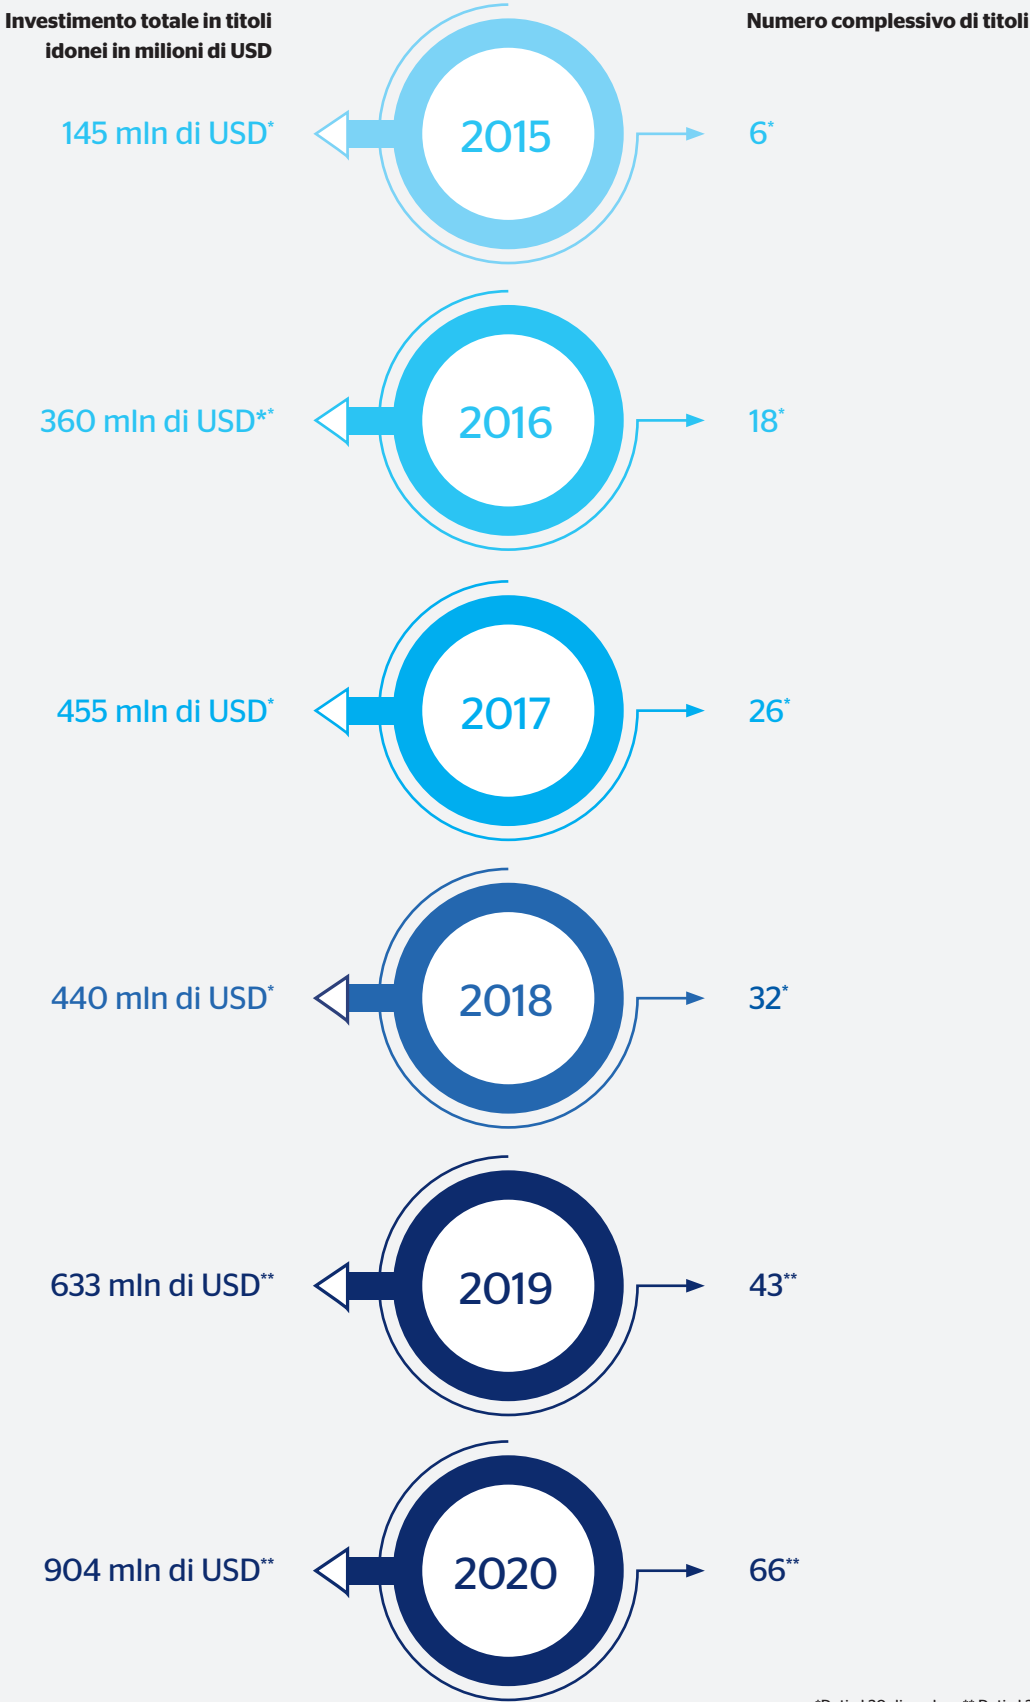 Investimento totale in titoli
idonei in milioni di USD
Numero complessivo di titoli
145 mln di USD*
2015
6*
360 mln di USD**
2016
18*
455 mln di USD*
2017
26*
440 mln di USD*
2018
32*
633 mln di USD**
2019
43**
904 mln di USD**
2020
66**